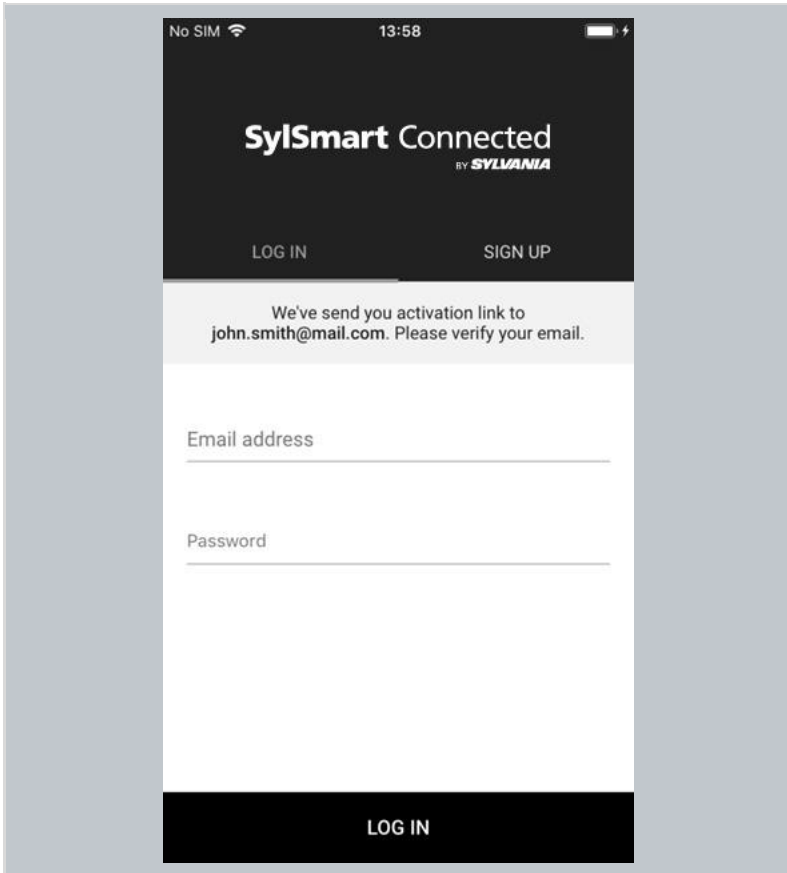 No SIM 13:58
SylSmart Connected
BY SYLVANIA
LOG IN SIGN UP
We've send you activation link to
john.smith@mail.com. Please verify your email.
Email address
Password
LOG IN